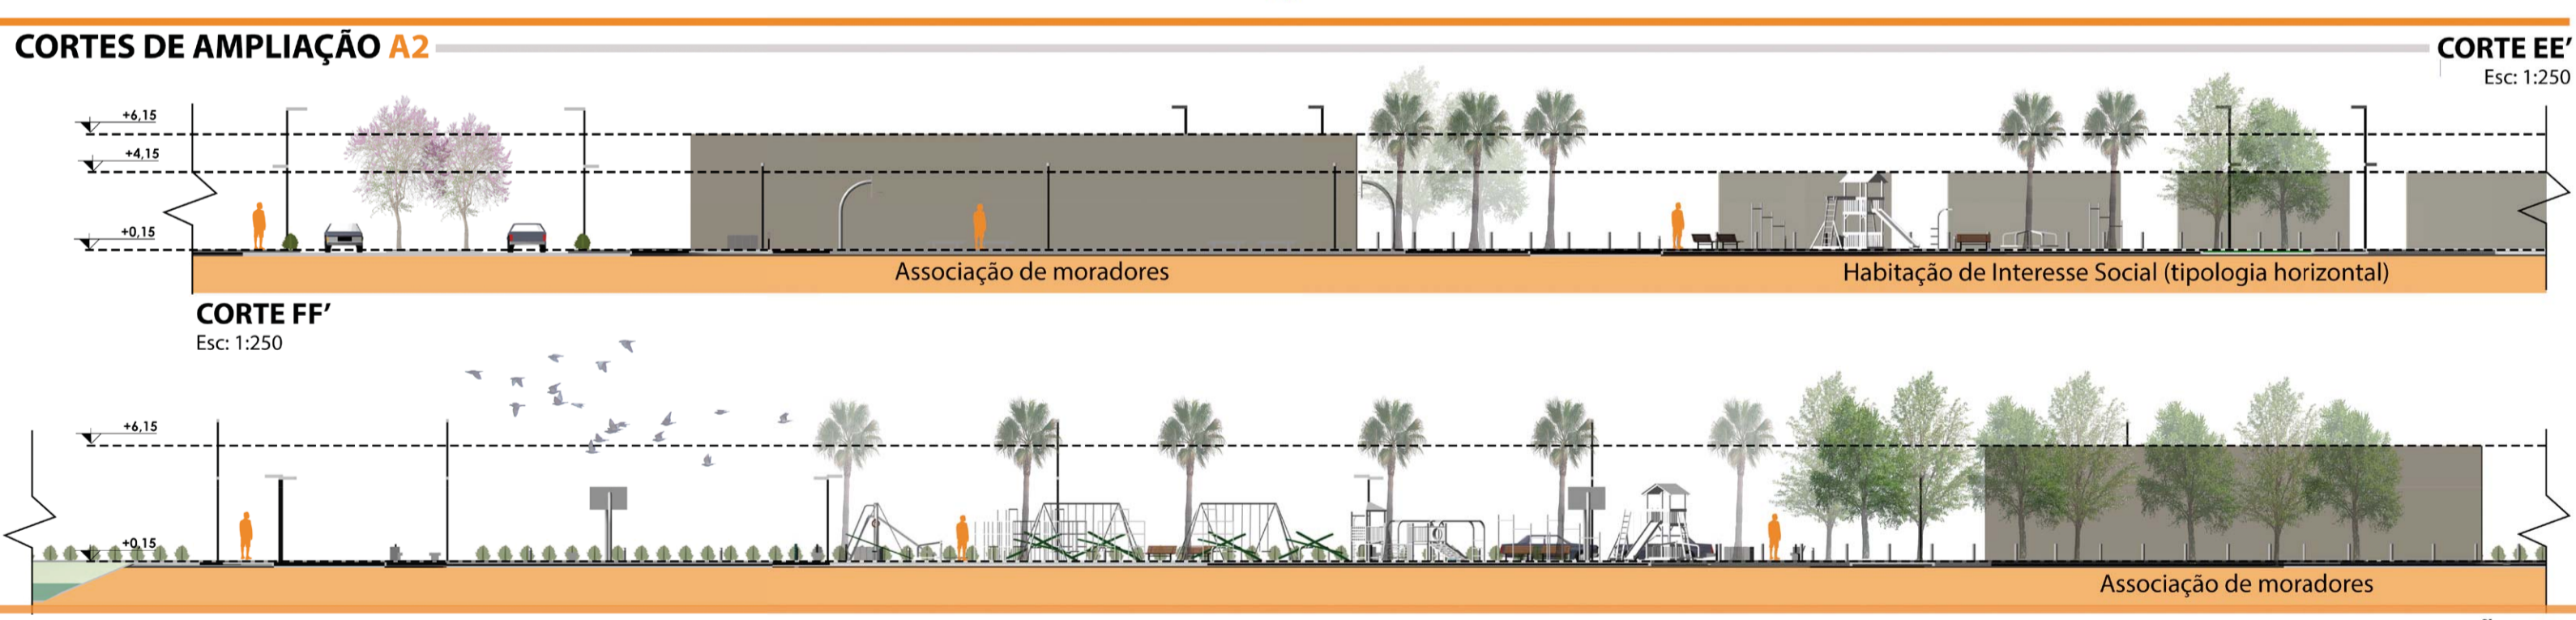 CORTES DE AMPLIAÇÃO A2
CORTE EE’
Esc: 1:250
+6,15
+4,15
+0,15
Associação de moradores
Habitação de Interesse Social (tipologia horizontal)
CORTE FF’
Esc: 1:250
+6,15
+0,15
Associação de moradores